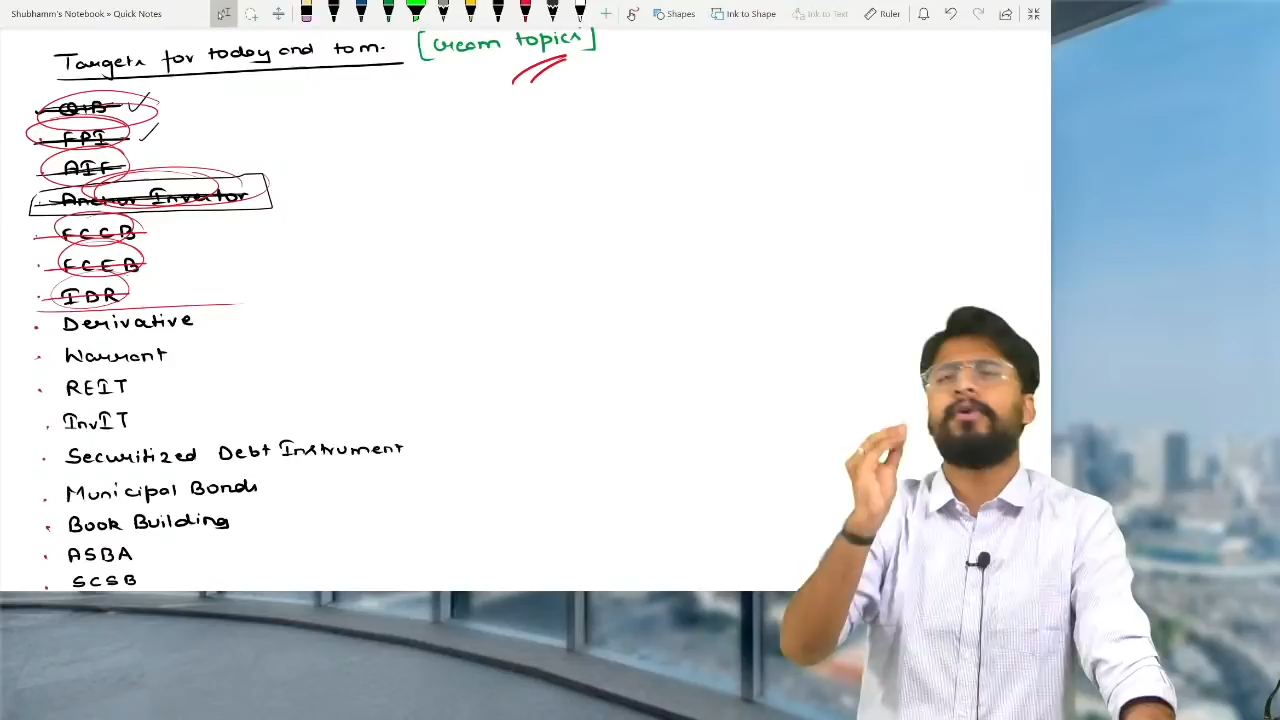 Shubhamm's Notebook » Quick Notes
Shapes
Ink to Shape
Ink to Text
Ruler
Targets for today and tom. [cream topics]
QIB
FPI
AIF
Anchor Investor
FCCB
FCEB
IDR
Derivative
Warrant
REIT
InvIT
Securitized Debt Instrument
Municipal Bonds
Book Building
ASBA
SCSB